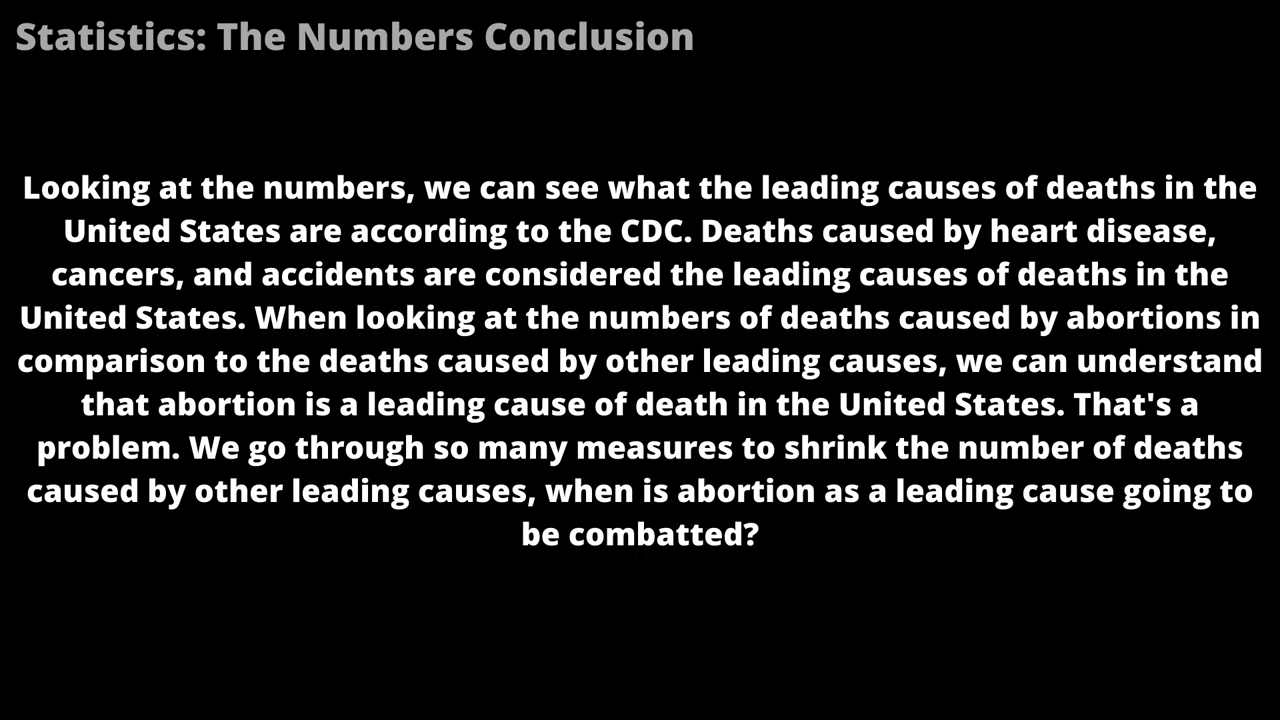 Statistics: The Numbers Conclusion
Looking at the numbers, we can see what the leading causes of deaths in the
United States are according to the CDC. Deaths caused by heart disease,
cancers, and accidents are considered the leading causes of deaths in the
United States. When looking at the numbers of deaths caused by abortions in
comparison to the deaths caused by other leading causes, we can understand
that abortion is a leading cause of death in the United States. That's a
problem. We go through so many measures to shrink the number of deaths
caused by other leading causes, when is abortion as a leading cause going to
be combatted?